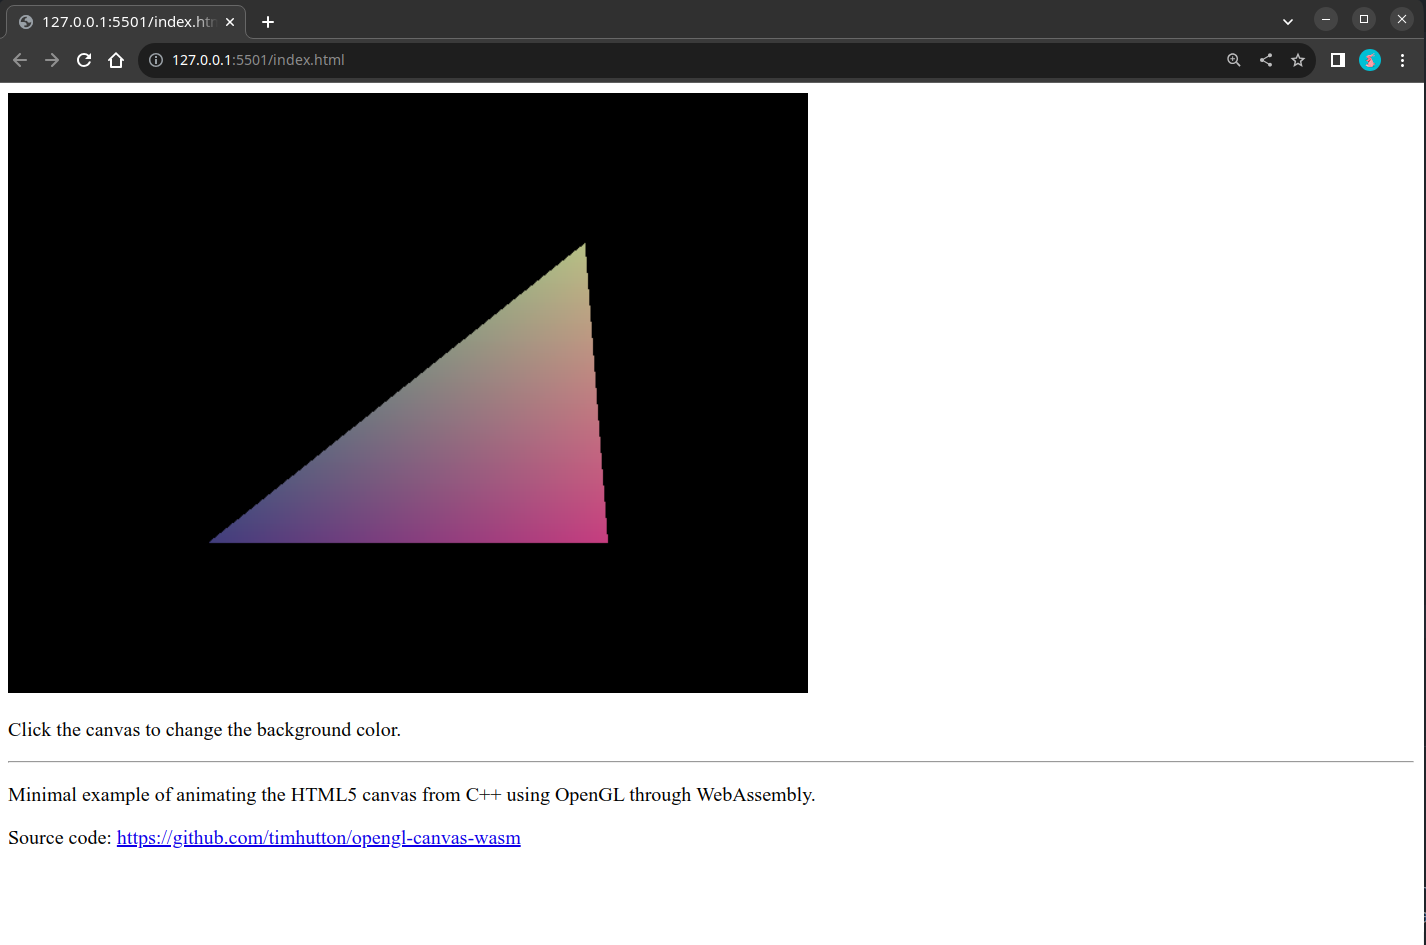 127.0.0.1:5501/index.htm
127.0.0.1:5501/index.html
Click the canvas to change the background color.
Minimal example of animating the HTML5 canvas from C++ using OpenGL through WebAssembly.
Source code: https://github.com/timhutton/opengl-canvas-wasm